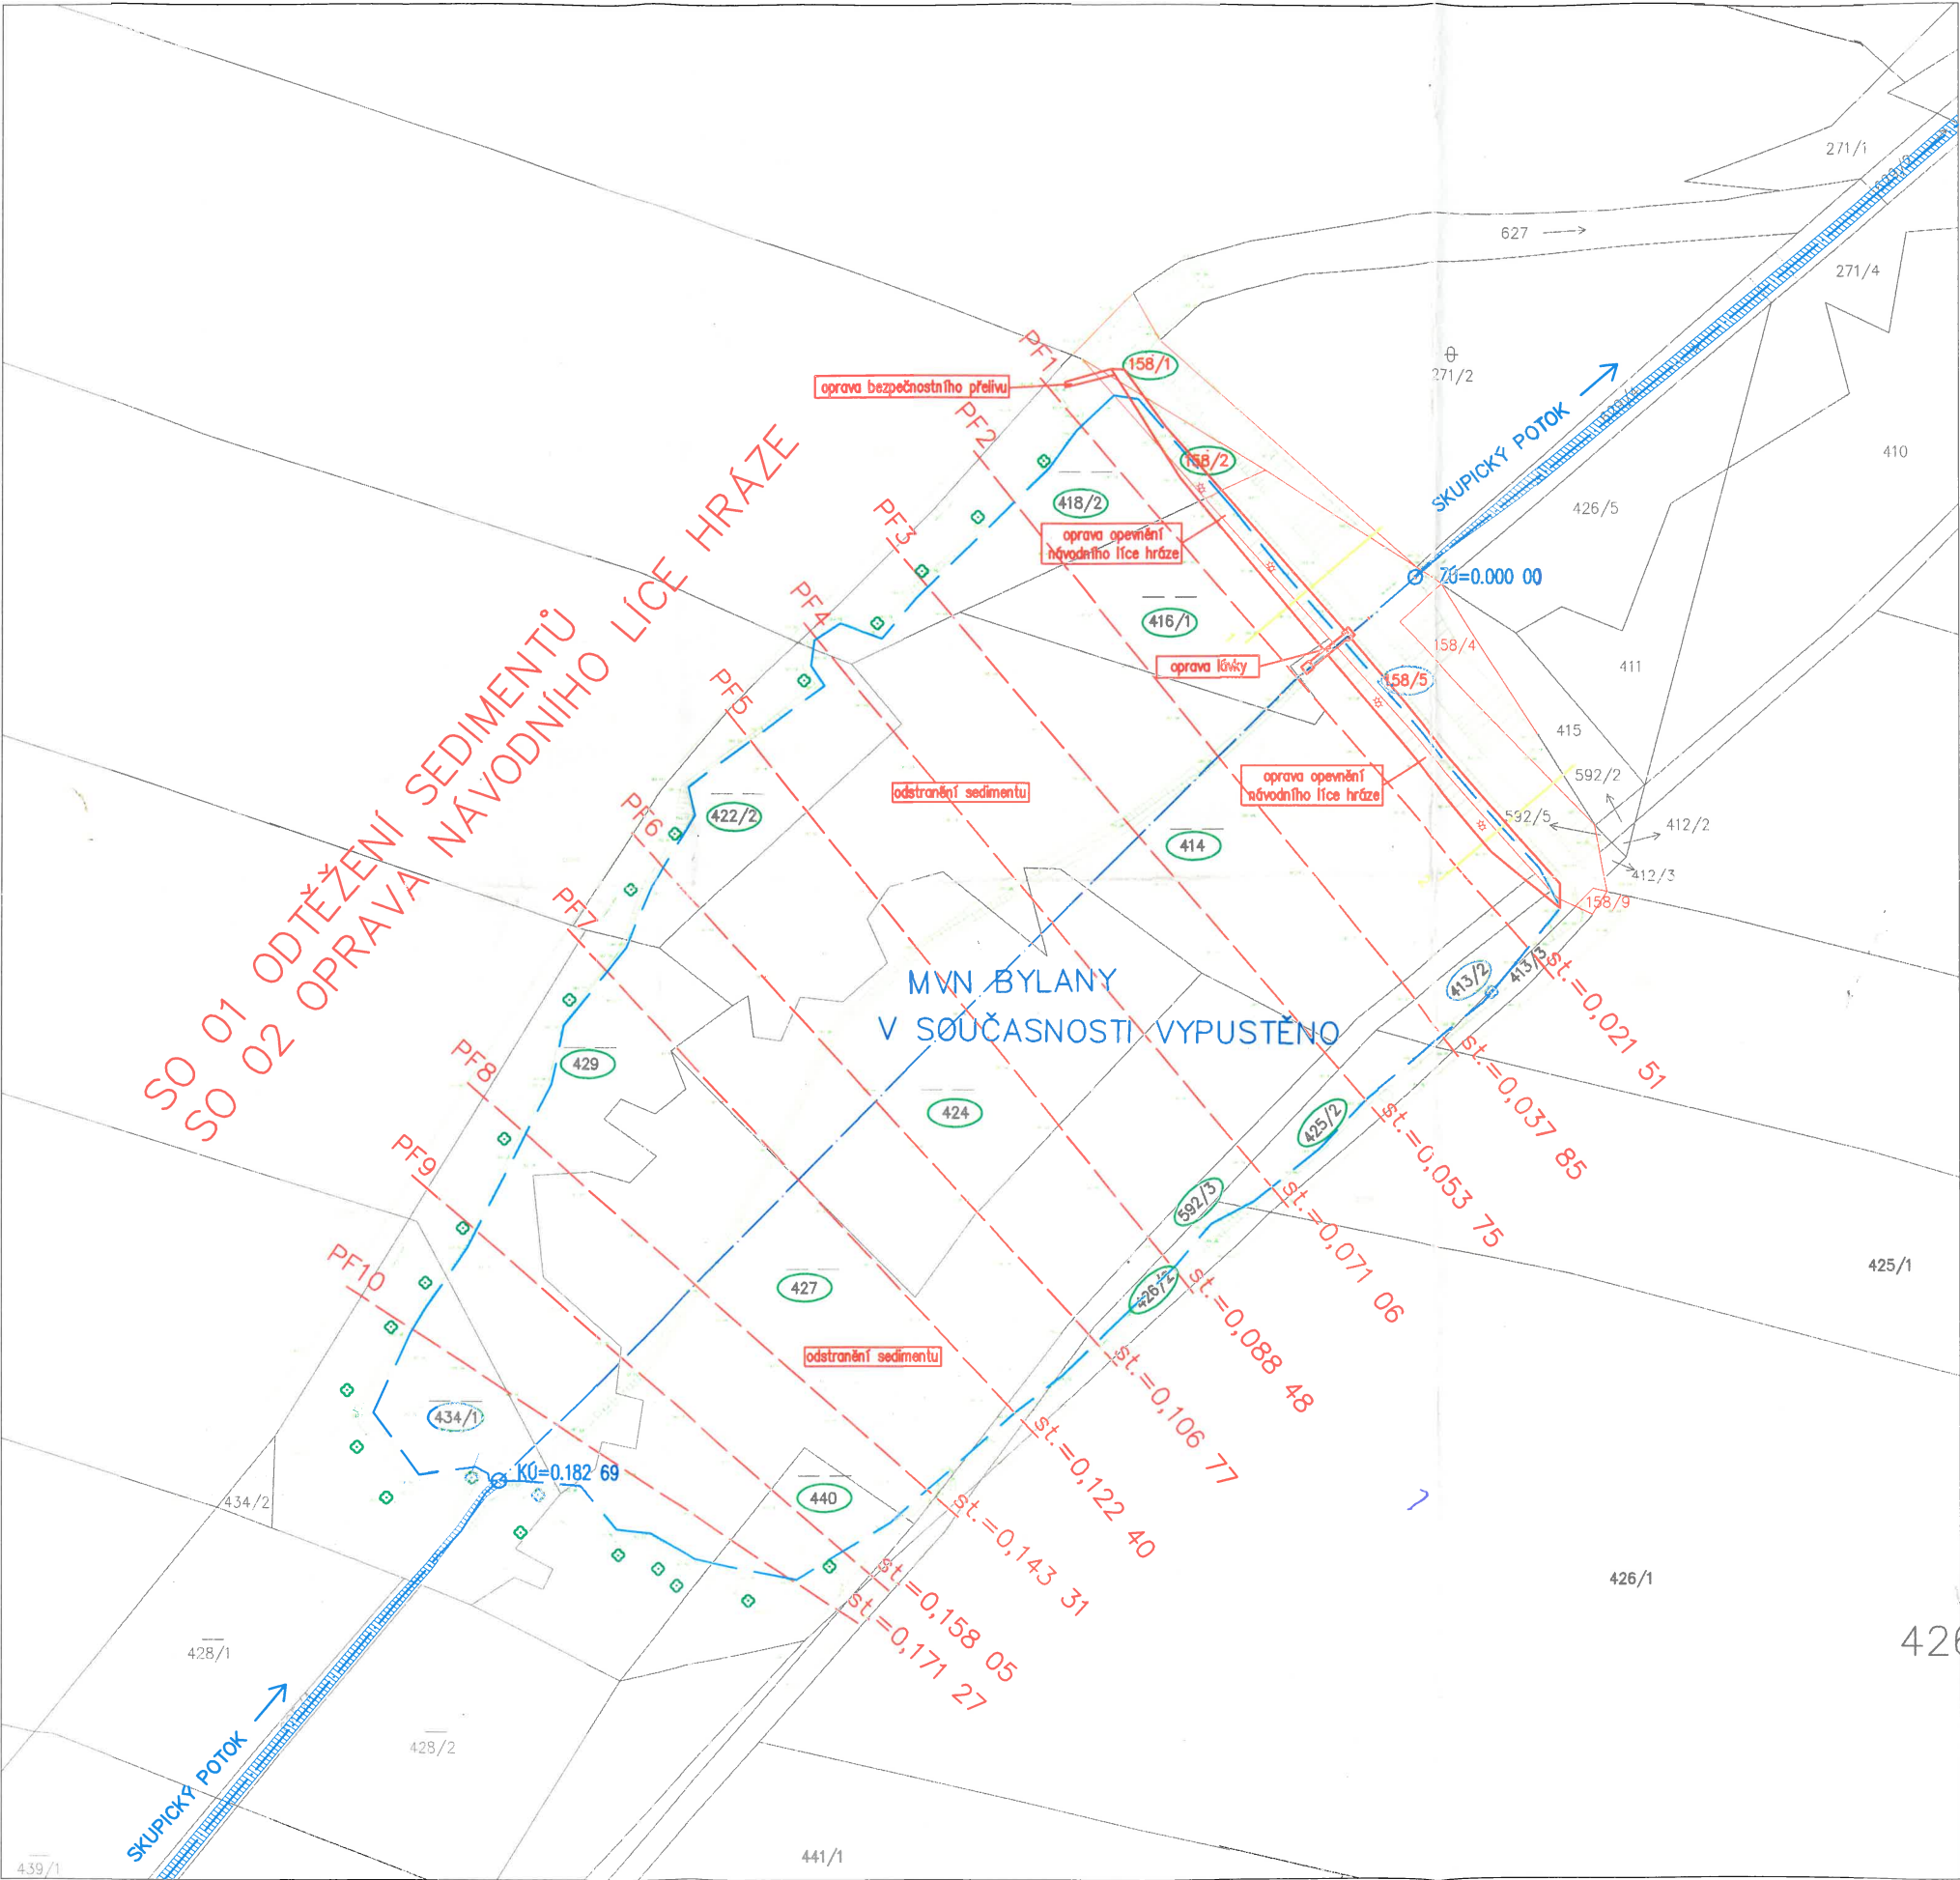 271/1
627
271/4
271/2
PF1
158/1
oprava bezpečnostního přelivu
PF2
SKUPICKÝ POTOK
410
158/2
418/2
PF3
426/5
oprava opevnění
návodního líce hráze
ZÚ=0.000 00
PF4
416/1
158/4
411
oprava lávky
158/5
PF5
415
592/2
oprava opevnění
návodního líce hráze
odstranění sedimentu
PF6
422/2
592/5
412/2
414
412/3
158/9
PF7
SO 01 ODTĚŽENÍ SEDIMENTŮ
SO 02 OPRAVA NÁVODNÍHO LÍCE HRÁZE
MVN BYLANY
V SOUČASNOSTI VYPUŠTĚNO
413/2
413/3
st.=0,021 51
st.=0,037 85
PF8
429
424
425/2
st.=0,053 75
PF9
592/3
st.=0,071 06
425/1
PF10
427
426/2
st.=0,088 48
odstranění sedimentu
st.=0,106 77
434/1
st.=0,122 40
KÚ=0.182 69
434/2
440
st.=0,143 31
st.=0,158 05
st.=0,171 27
426/1
428/1
426
428/2
SKUPICKÝ POTOK
439/1
441/1